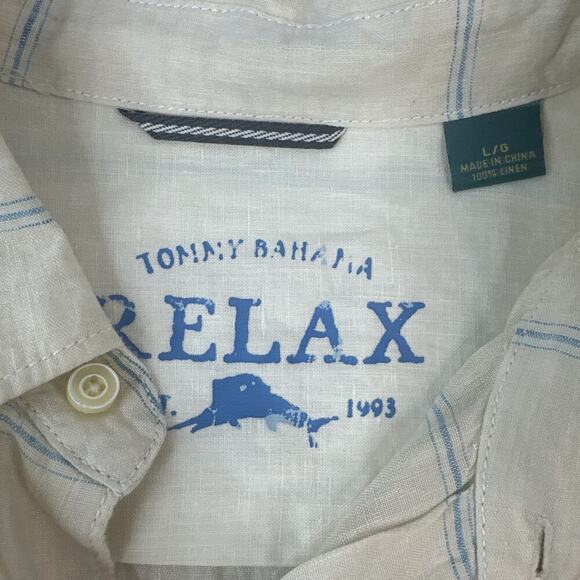 L/G
MADE IN CHINA
100% LINEN
TOMMY BAHAMA
RELAX
1993